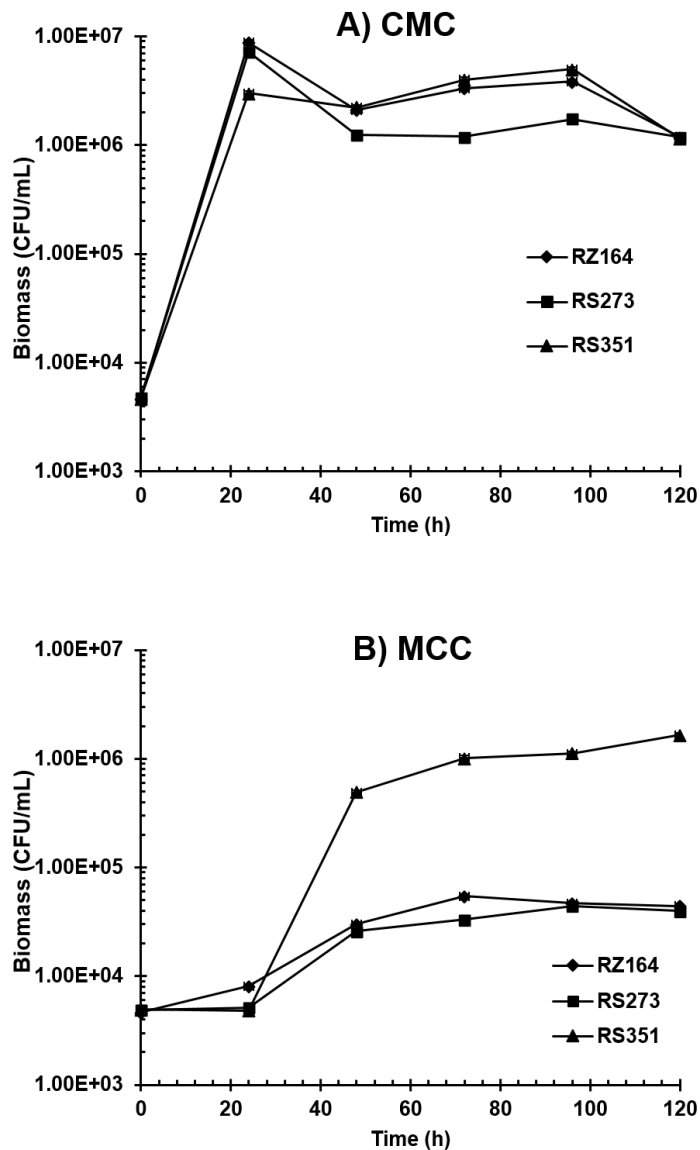 A) CMC
1.00E+07
1.00E+06
1.00E+05
1.00E+04
1.00E+03
Biomass (CFU/mL)
RZ164
RS273
RS351
0 20 40 60 80 100 120
Time (h)
B) MCC
1.00E+07
1.00E+06
1.00E+05
1.00E+04
1.00E+03
Biomass (CFU/mL)
RZ164
RS273
RS351
0 20 40 60 80 100 120
Time (h)